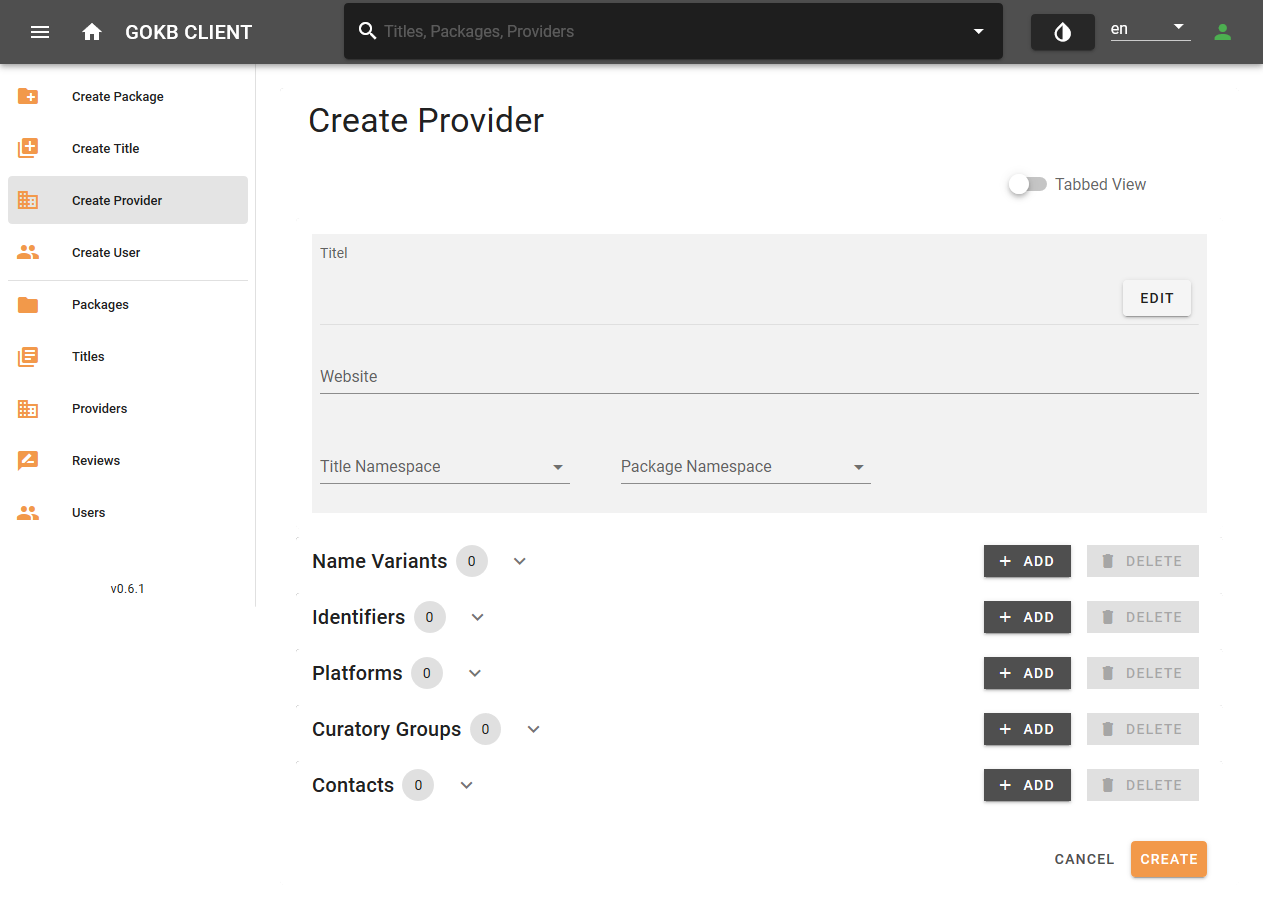 GOKB CLIENT
Titles, Packages, Providers
en
Create Package
Create Title
Create Provider
Create User
Packages
Titles
Providers
Reviews
Users
v0.6.1
Create Provider
Tabbed View
Titel
EDIT
Website
Title Namespace
Package Namespace
Name Variants 0 ADD DELETE
Identifiers 0 ADD DELETE
Platforms 0 ADD DELETE
Curatory Groups 0 ADD DELETE
Contacts 0 ADD DELETE
CANCEL CREATE